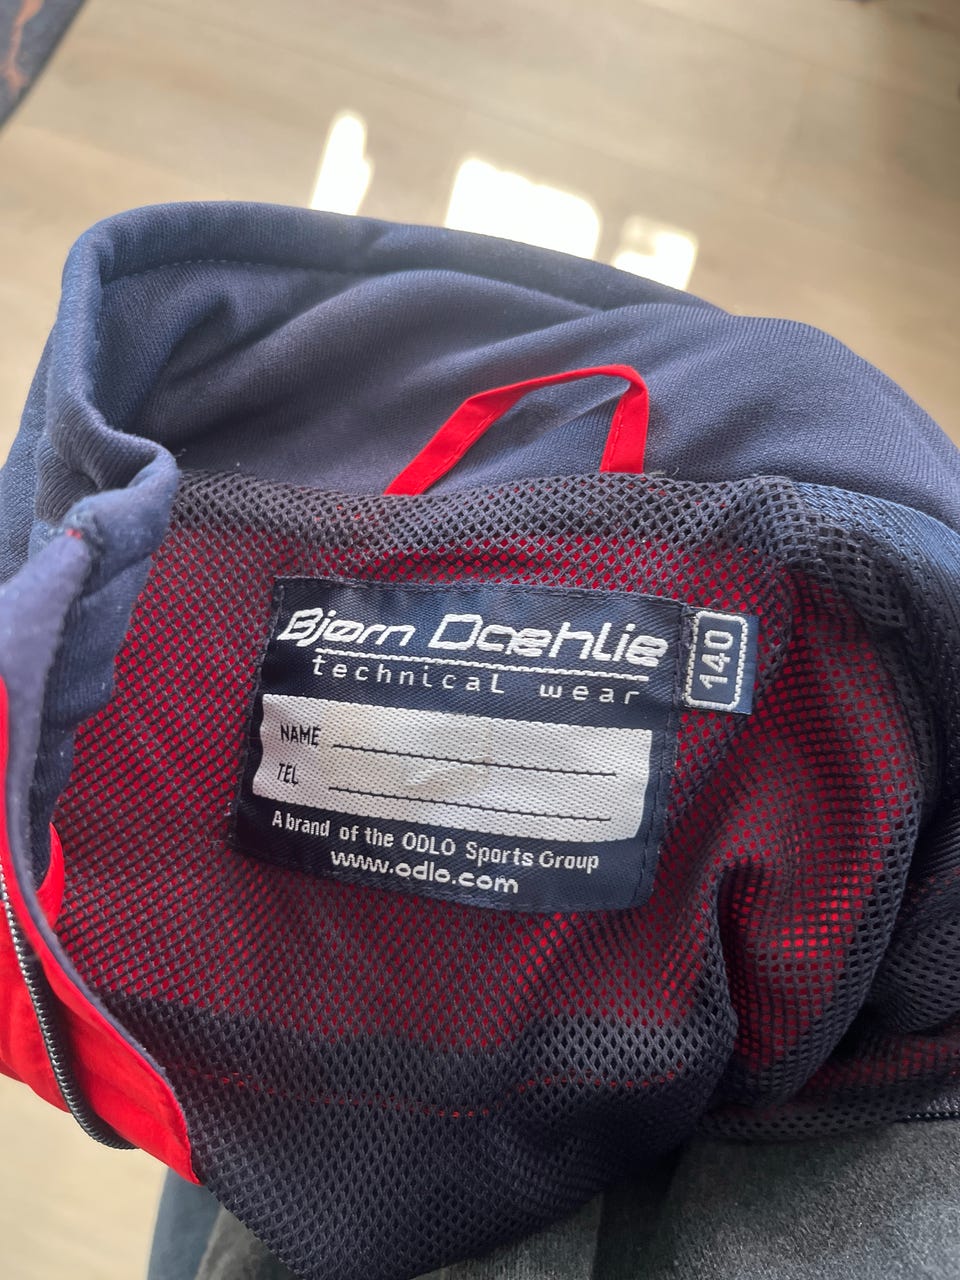 Bjørn Dæhlie
technical wear
140
NAME
TEL
A brand of the ODLO Sports Group
www.odlo.com